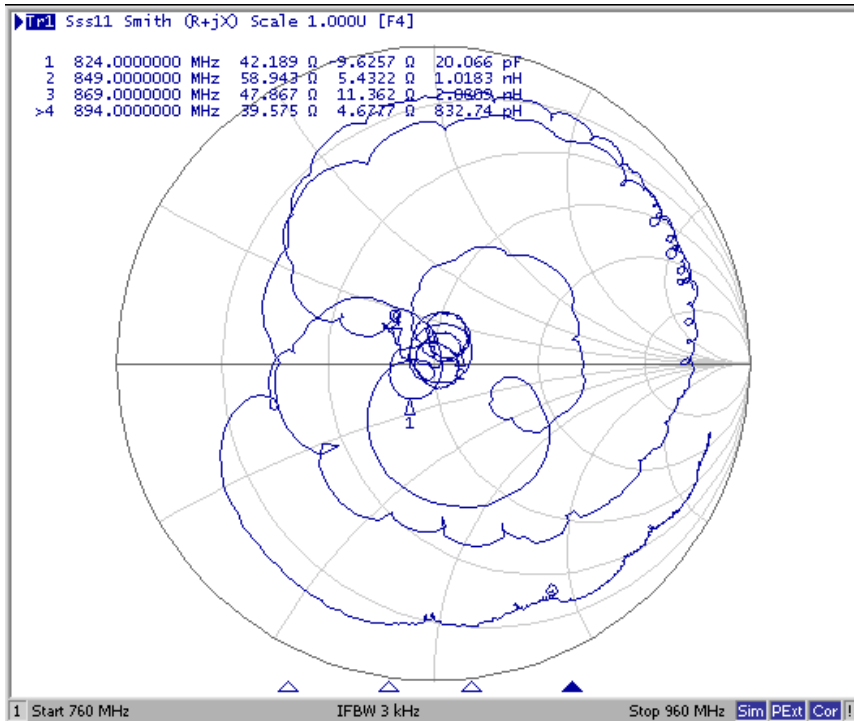 Tr1 Sss11 Smith (R+jX) Scale 1.000U [F4]
1 824.0000000 MHz 42.189 Ω -9.6257 Ω 20.066 pF
2 849.0000000 MHz 58.943 Ω 5.4322 Ω 1.0183 nH
3 869.0000000 MHz 47.867 Ω 11.362 Ω 2.0809 nH
>4 894.0000000 MHz 39.575 Ω 4.6777 Ω 832.74 pH
1
1 Start 760 MHz IFBW 3 kHz Stop 960 MHz Sim PExt Cor !